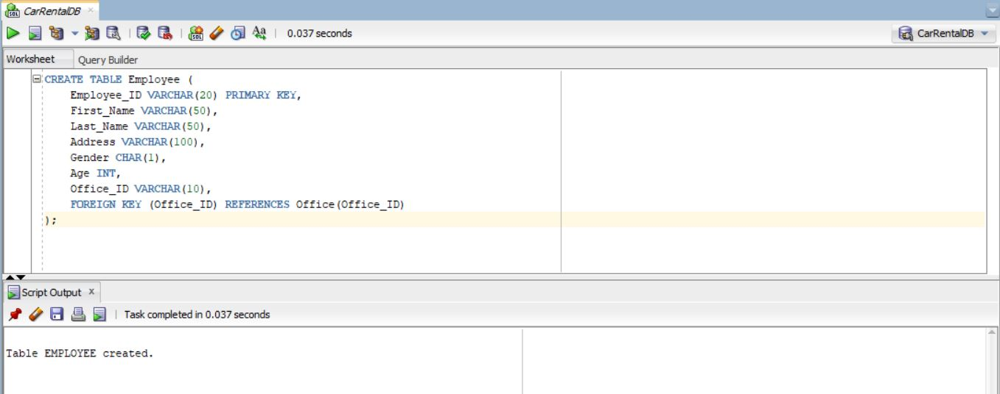 CarRentalDB
0.037 seconds
CarRentalDB
Worksheet Query Builder
CREATE TABLE Employee (
    Employee_ID VARCHAR(20) PRIMARY KEY,
    First_Name VARCHAR(50),
    Last_Name VARCHAR(50),
    Address VARCHAR(100),
    Gender CHAR(1),
    Age INT,
    Office_ID VARCHAR(10),
    FOREIGN KEY (Office_ID) REFERENCES Office(Office_ID)
);
Script Output x
Task completed in 0.037 seconds
Table EMPLOYEE created.